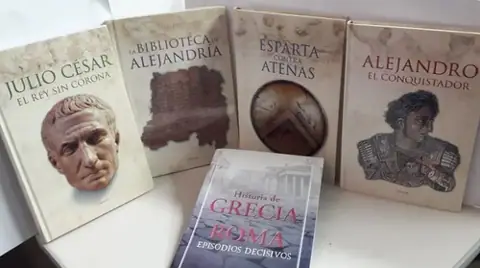 JULIO CÉSAR
EL REY SIN CORONA
LA BIBLIOTECA DE
ALEJANDRÍA
ESPARTA
CONTRA
ATENAS
ALEJANDRO
EL CONQUISTADOR
Historia de
GRECIA
ROMA
EPISODIOS DECISIVOS